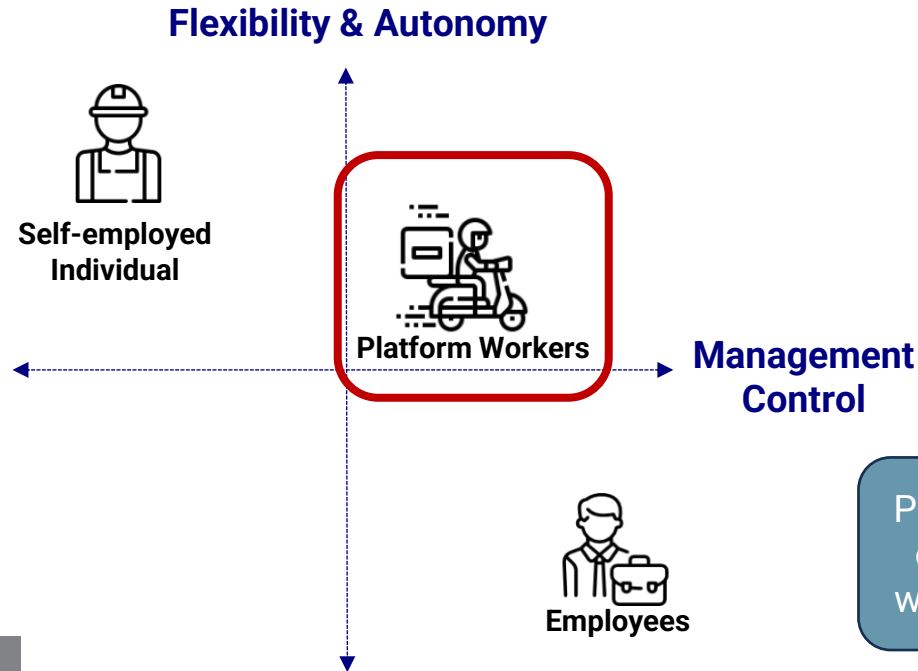 Flexibility & Autonomy
Self-employed
Individual
Platform Workers
Management
Control
Employees